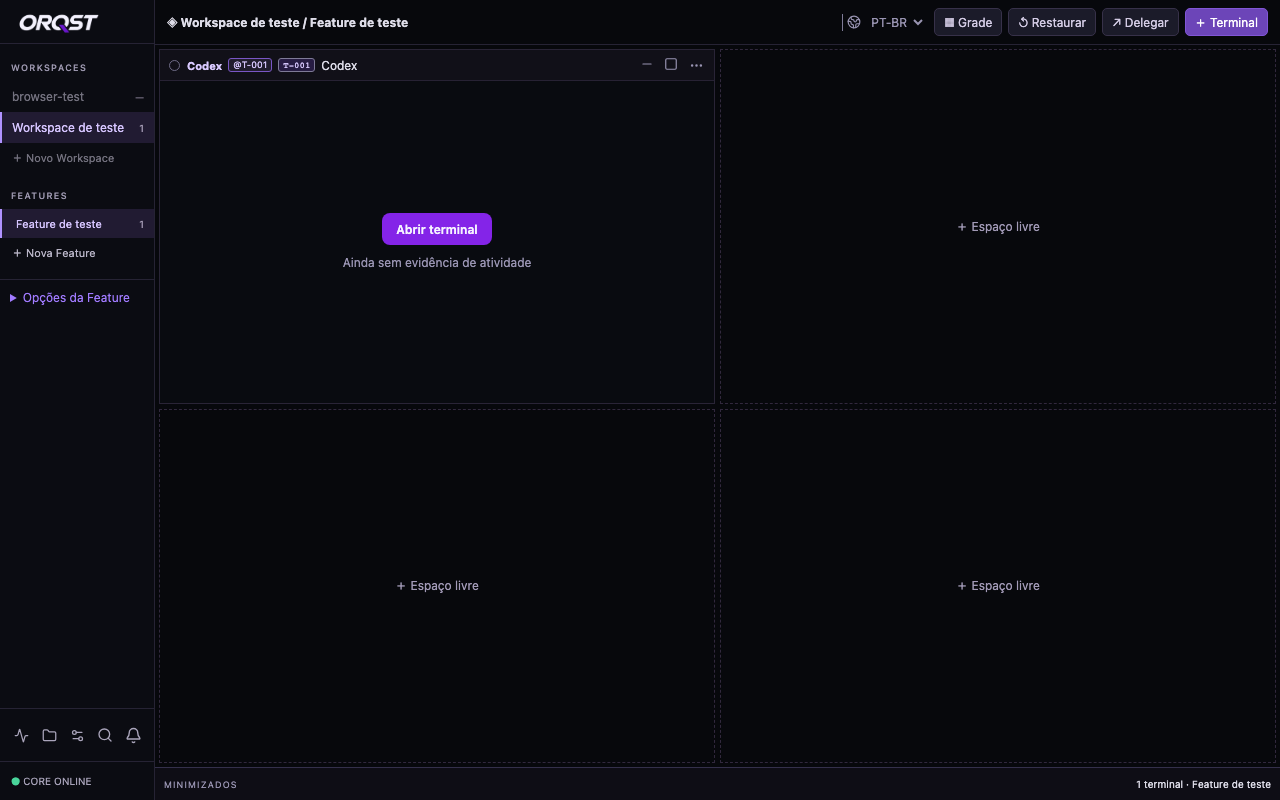 ORQST
◈ Workspace de teste / Feature de teste
PT-BR
Grade
Restaurar
Delegar
+ Terminal
WORKSPACES
browser-test —
Workspace de teste 1
+ Novo Workspace
FEATURES
Feature de teste 1
+ Nova Feature
▶ Opções da Feature
CORE ONLINE
Codex @T-001 T-001 Codex
Abrir terminal
Ainda sem evidência de atividade
+ Espaço livre
+ Espaço livre
+ Espaço livre
MINIMIZADOS
1 terminal · Feature de teste